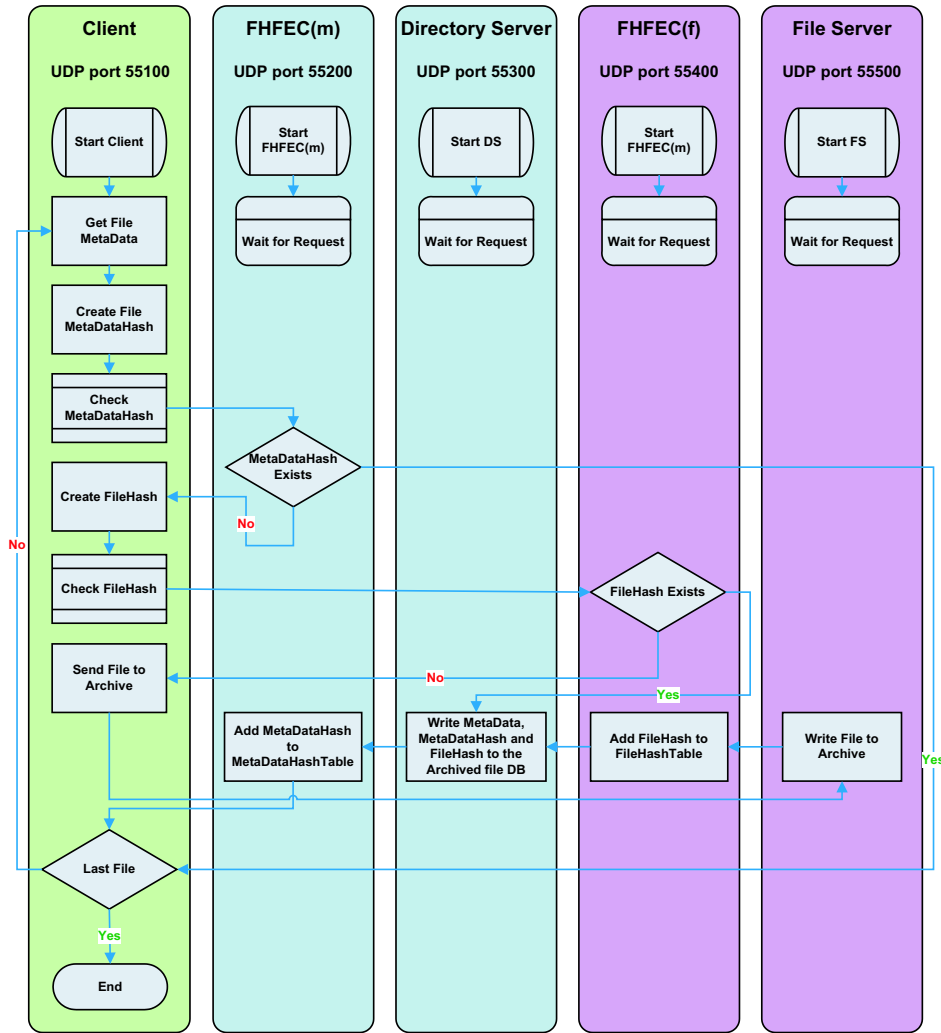 Client
FHFEC(m)
Directory Server
FHFEC(f)
File Server
UDP port 55100
UDP port 55200
UDP port 55300
UDP port 55400
UDP port 55500
Start Client
Start
FHFEC(m)
Start DS
Start
FHFEC(m)
Start FS
Get File
MetaData
Wait for Request
Wait for Request
Wait for Request
Wait for Request
Create File
MetaDataHash
Check
MetaDataHash
MetaDataHash
Exists
Create FileHash
No
No
Check FileHash
FileHash Exists
Send File to
Archive
No
Yes
Add MetaDataHash
to
MetaDataHashTable
Write MetaData,
MetaDataHash and
FileHash to the
Archived file DB
Add FileHash to
FileHashTable
Write File to
Archive
Yes
Last File
Yes
End